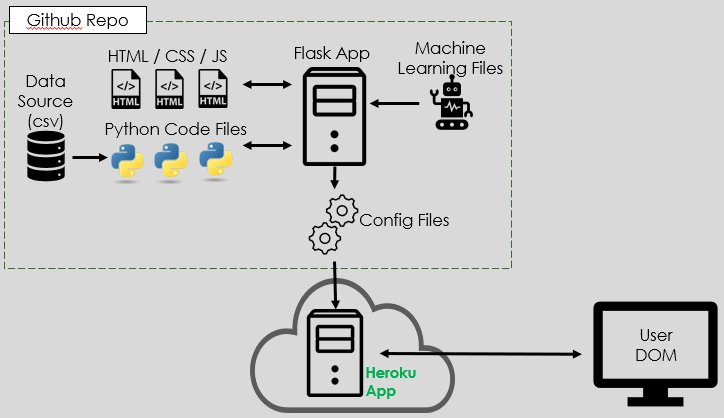 Github Repo
HTML / CSS / JS
Flask App
Machine
Learning Files
Data
Source
(csv)
</>
HTML
</>
HTML
</>
HTML
Python Code Files
Config Files
Heroku
App
User
DOM